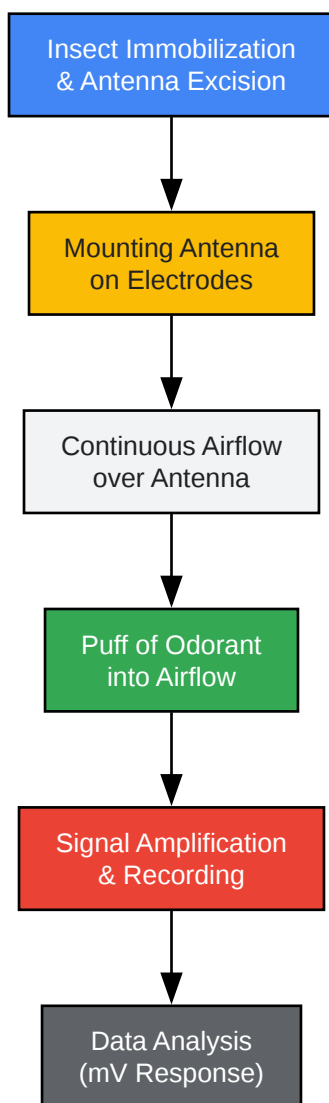 Insect Immobilization
& Antenna Excision
Mounting Antenna
on Electrodes
Continuous Airflow
over Antenna
Puff of Odorant
into Airflow
Signal Amplification
& Recording
Data Analysis
(mV Response)